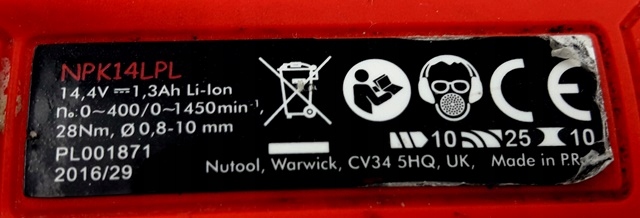 NPK14LPL
14,4V⎓1,3Ah Li-Ion
n₀ 0~400/0~1450min⁻¹,
28Nm, Ø 0,8-10 mm
PL001871
2016/29
CE
10 25 10
Nutool, Warwick, CV34 5HQ, UK, Made in P.R.